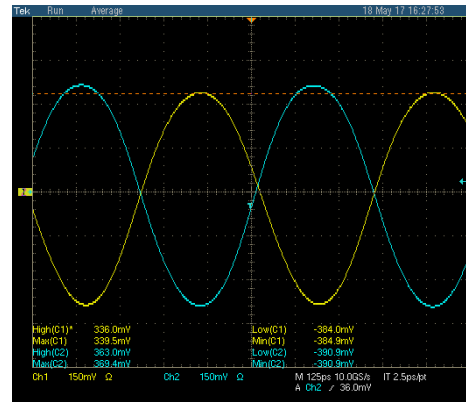 Tek Run Average 18 May 17 16:27:53
High(C1)* 336.0mV Low(C1) -384.0mV
Max(C1) 339.5mV Min(C1) -384.9mV
High(C2) 363.0mV Low(C2) -390.9mV
Max(C2) 369.4mV Min(C2) -390.9mV
Ch1 150mV Ω Ch2 150mV Ω M 125ps 10.0GS/s IT 2.5ps/pt
A Ch2 ∕ 36.0mV